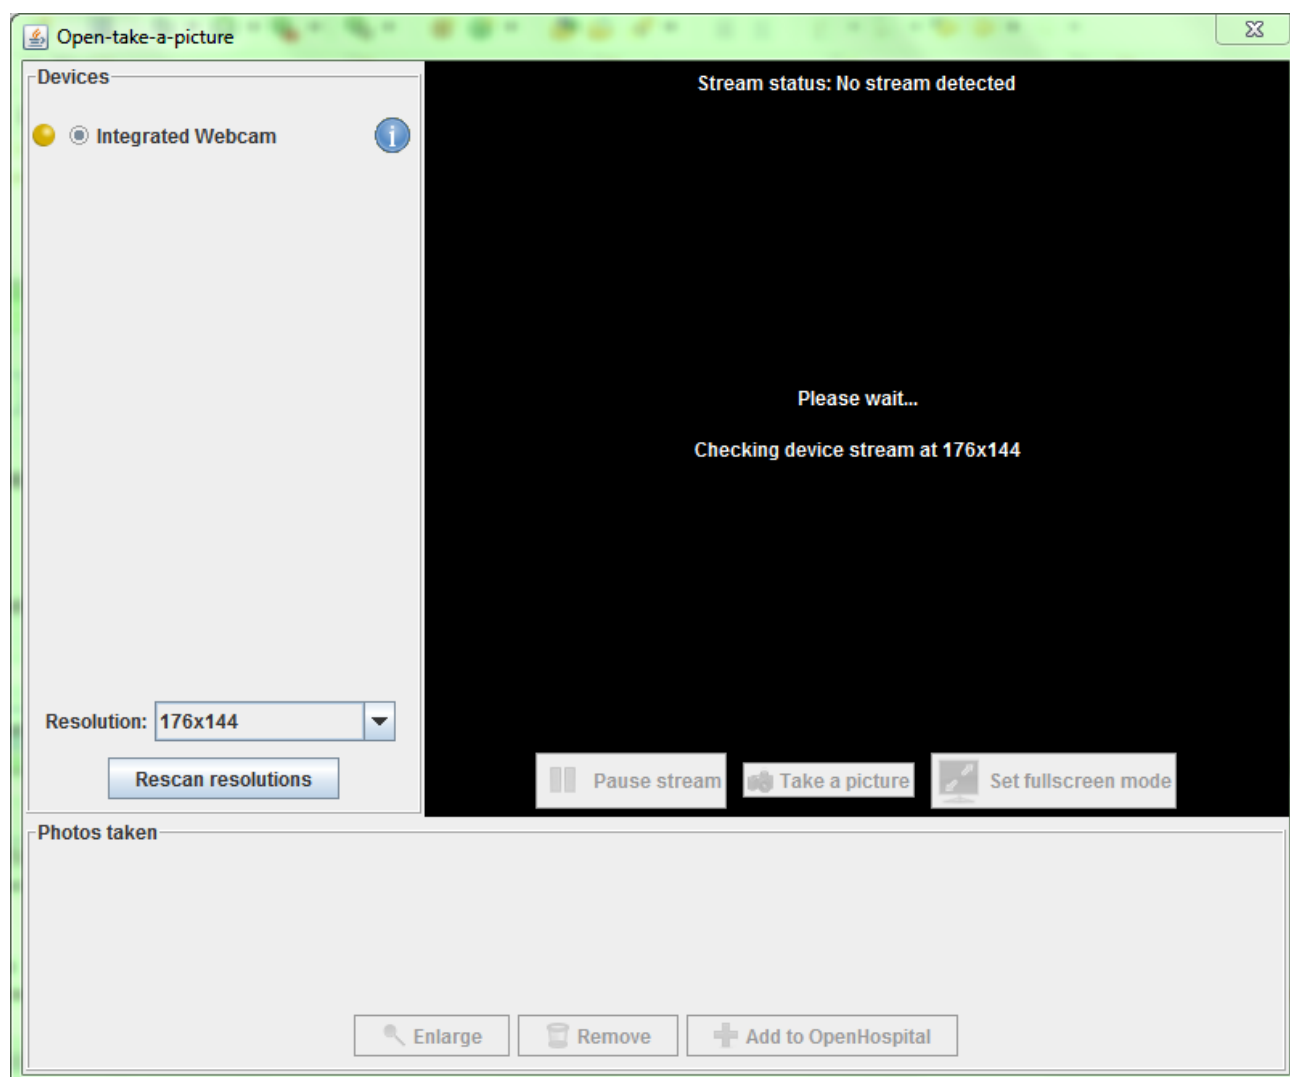 Open-take-a-picture
Devices
Integrated Webcam
i
Resolution: 176x144
Rescan resolutions
Stream status: No stream detected
Please wait...
Checking device stream at 176x144
Pause stream
Take a picture
Set fullscreen mode
Photos taken
Enlarge
Remove
Add to OpenHospital